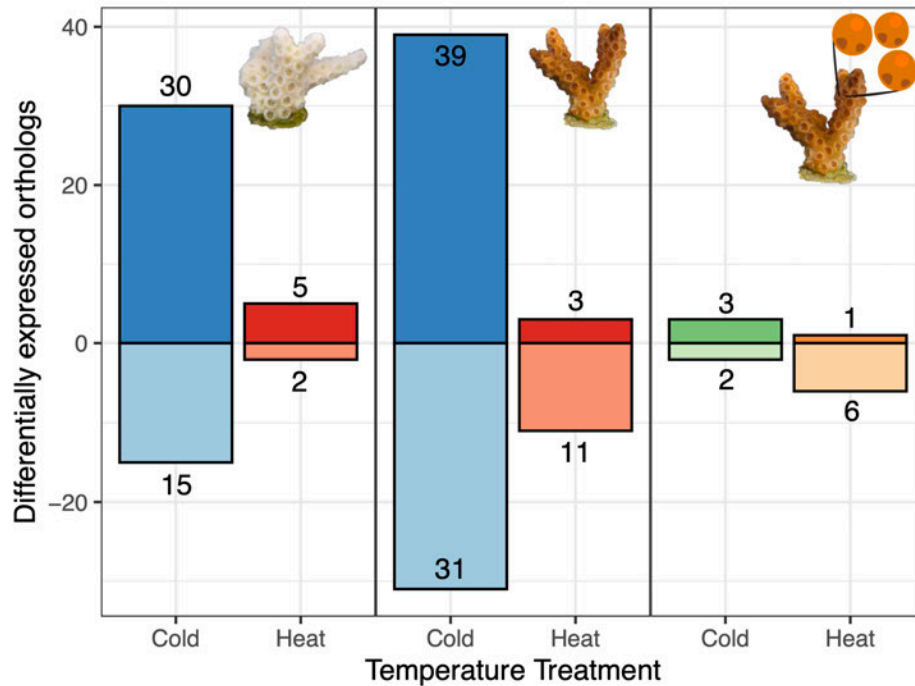 Differentially expressed orthologs
40
20
0
−20
30
15
5
2
39
31
3
11
3
2
1
6
Cold
Heat
Cold
Heat
Cold
Heat
Temperature Treatment